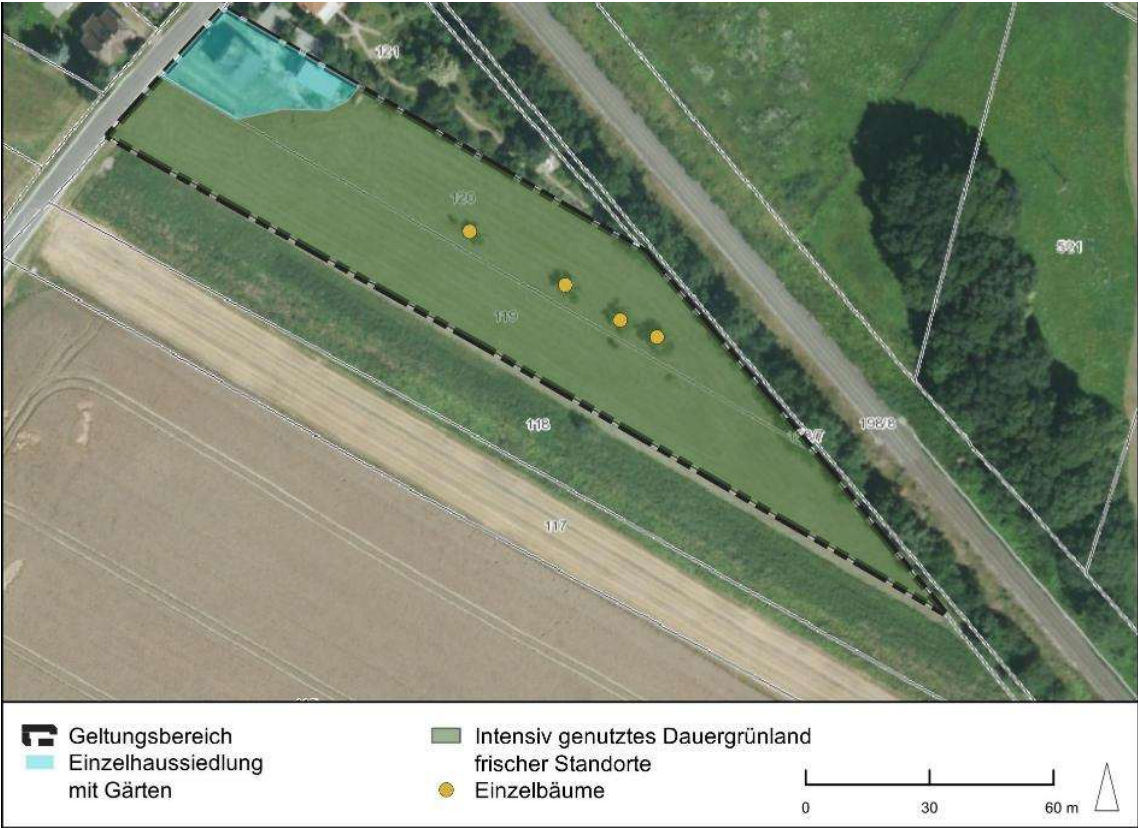 121
120
521
119
198/8
118
117
Geltungsbereich
Einzelhaussiedlung
mit Gärten
Intensiv genutztes Dauergrünland
frischer Standorte
Einzelbäume
0 30 60 m